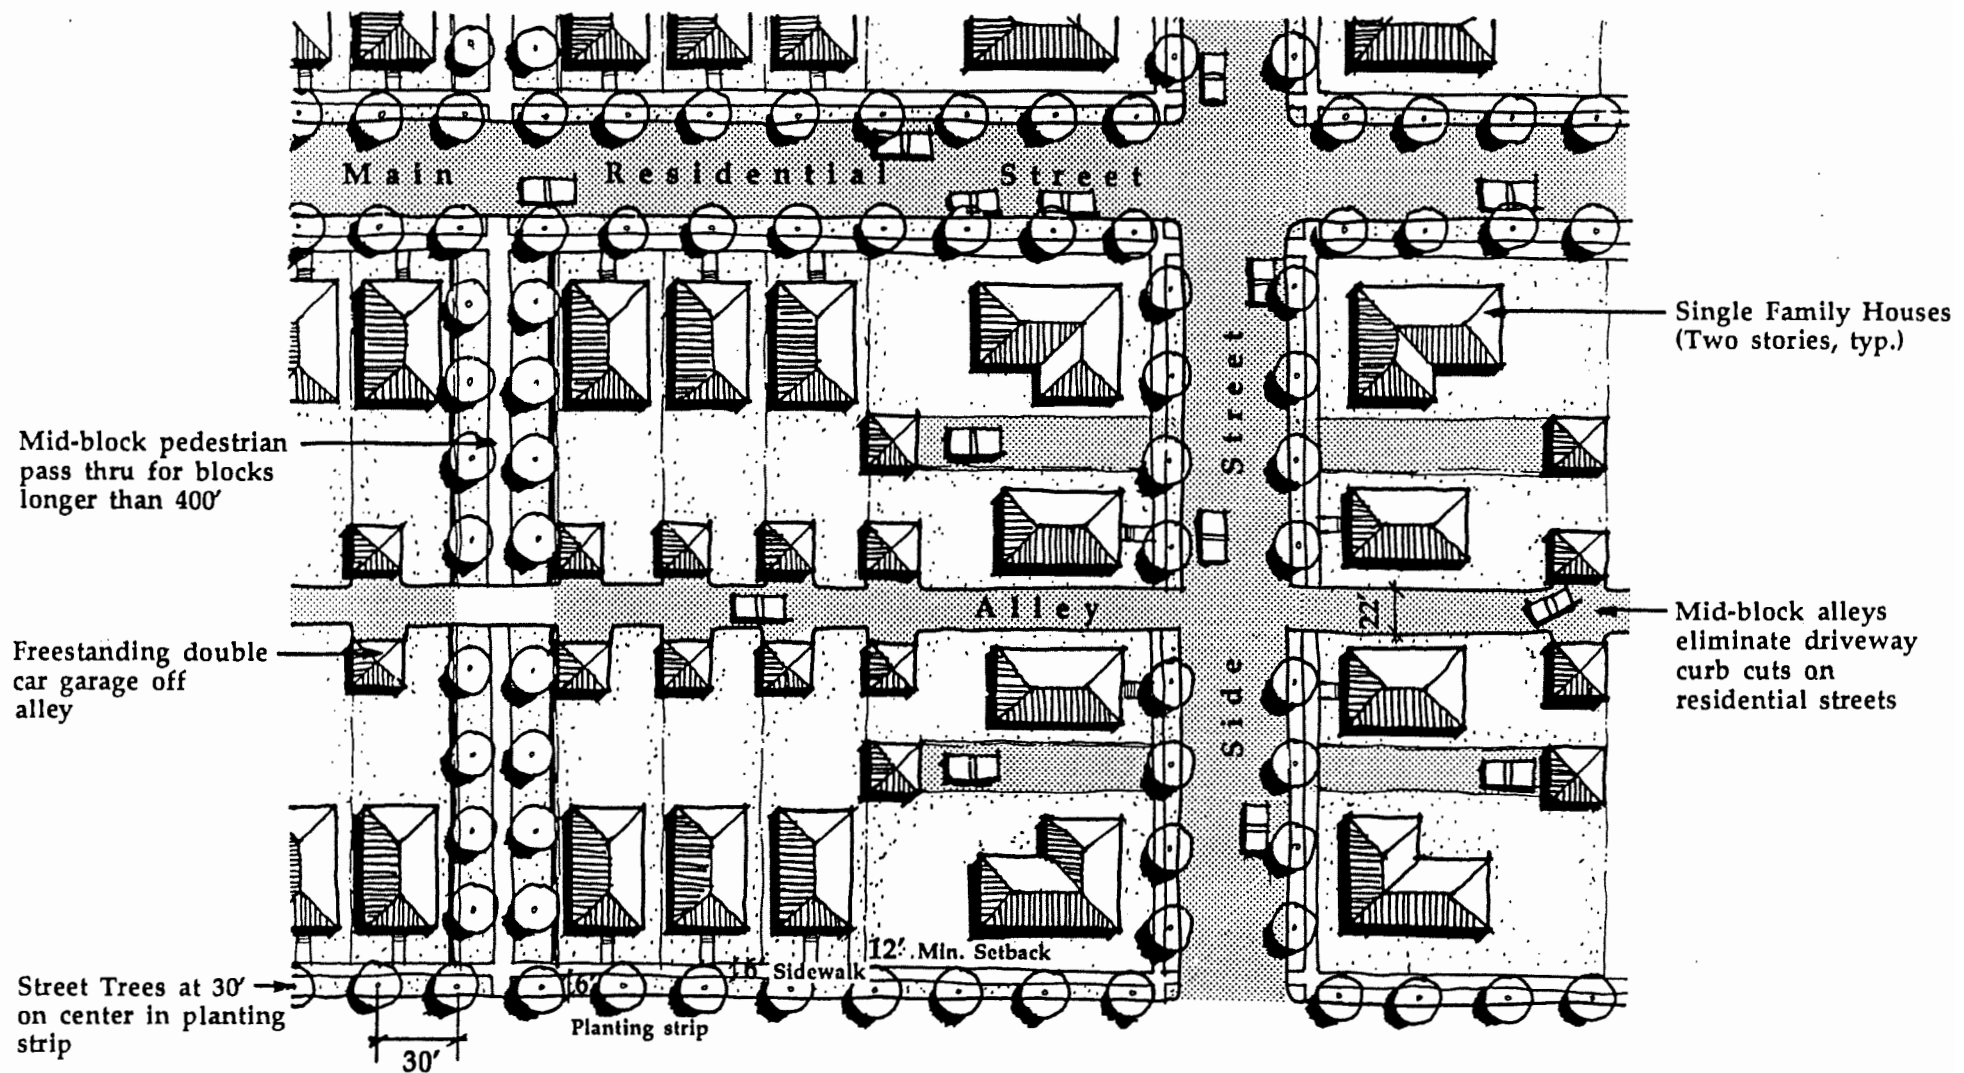 Main Residential Street
Single Family Houses
(Two stories, typ.)
Side Street
Mid-block pedestrian
pass thru for blocks
longer than 400'
Alley
22'
Mid-block alleys
eliminate driveway
curb cuts on
residential streets
Freestanding double
car garage off
alley
12' Min. Setback
6' Sidewalk
6'
Planting strip
Street Trees at 30'
on center in planting
strip
30'